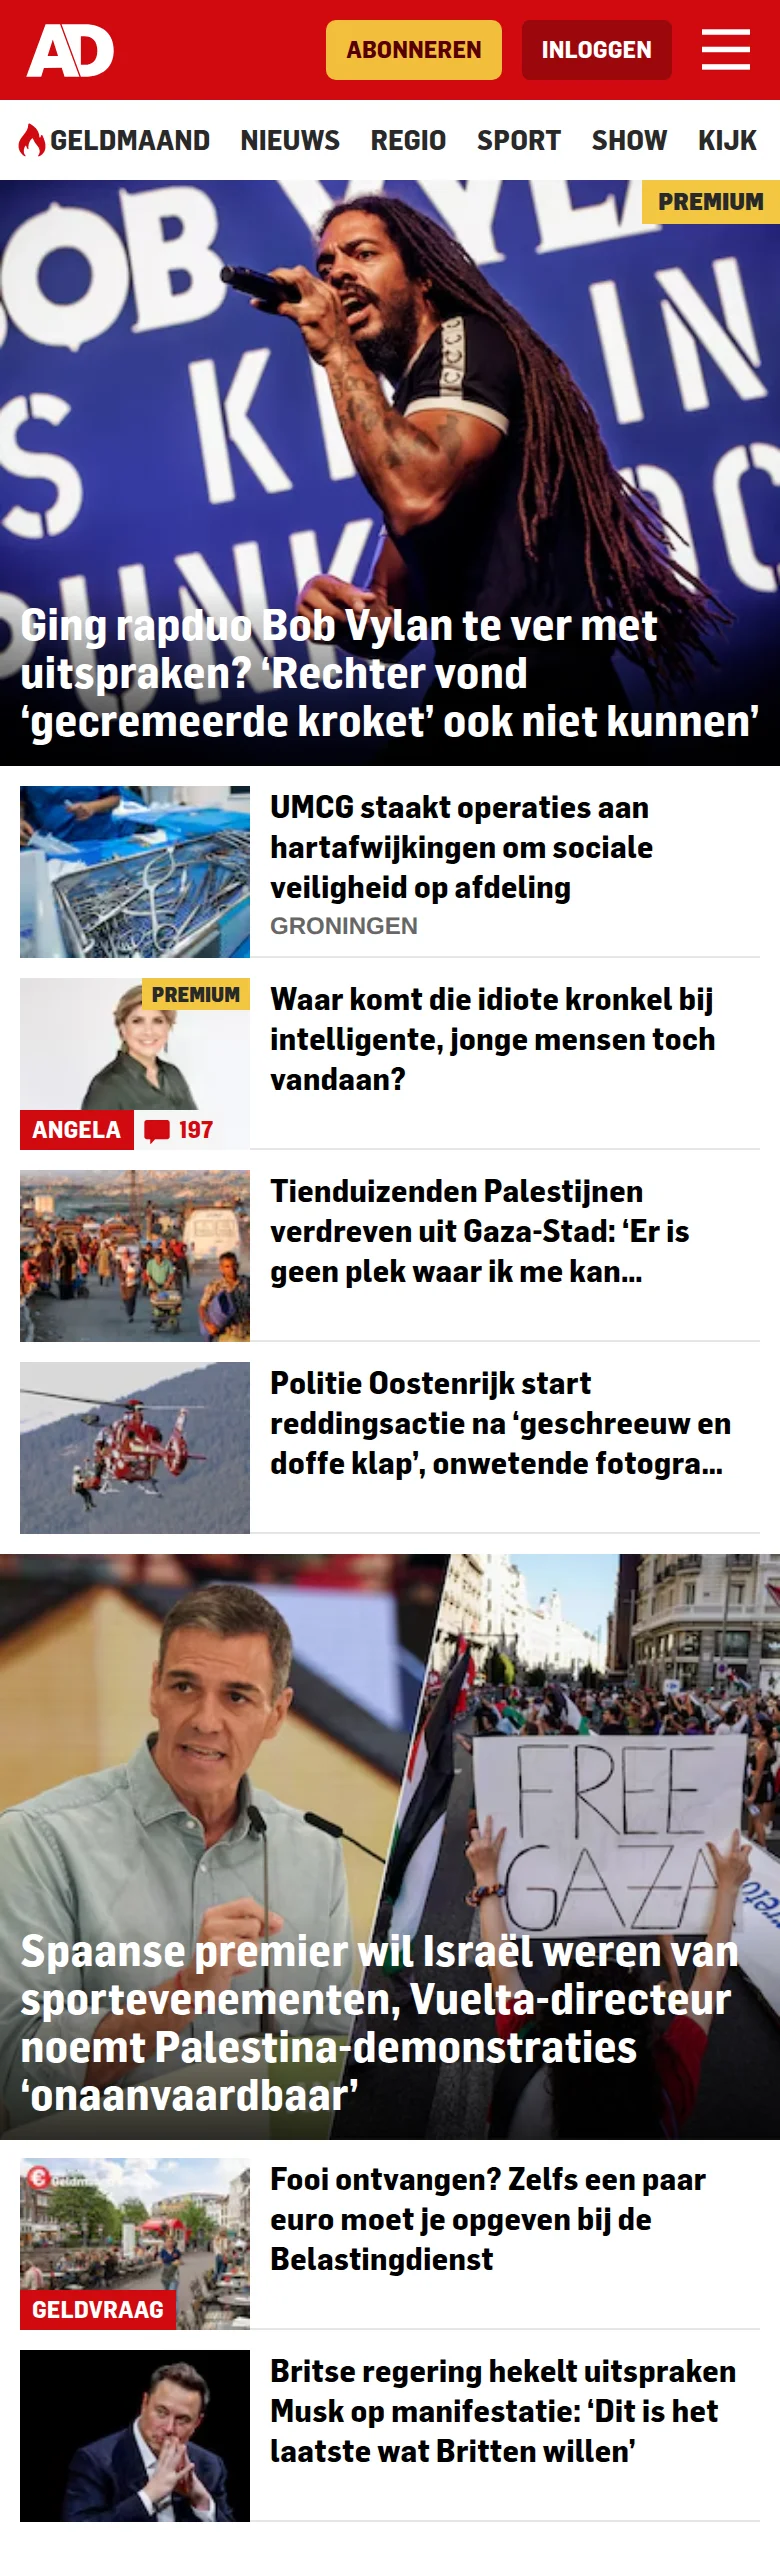 AD
ABONNEREN
INLOGGEN
GELDMAAND NIEUWS REGIO SPORT SHOW KIJK
PREMIUM
OB VYLA
S KI IN
PUNK
Ging rapduo Bob Vylan te ver met
uitspraken? ‘Rechter vond
‘gecremeerde kroket’ ook niet kunnen’
UMCG staakt operaties aan
hartafwijkingen om sociale
veiligheid op afdeling
GRONINGEN
PREMIUM
ANGELA
197
Waar komt die idiote kronkel bij
intelligente, jonge mensen toch
vandaan?
Tienduizenden Palestijnen
verdreven uit Gaza-Stad: ‘Er is
geen plek waar ik me kan...
Politie Oostenrijk start
reddingsactie na ‘geschreeuw en
doffe klap’, onwetende fotogra...
FREE
GAZA
Spaanse premier wil Israël weren van
sportevenementen, Vuelta-directeur
noemt Palestina-demonstraties
‘onaanvaardbaar’
GELDVRAAG
Fooi ontvangen? Zelfs een paar
euro moet je opgeven bij de
Belastingdienst
Britse regering hekelt uitspraken
Musk op manifestatie: ‘Dit is het
laatste wat Britten willen’